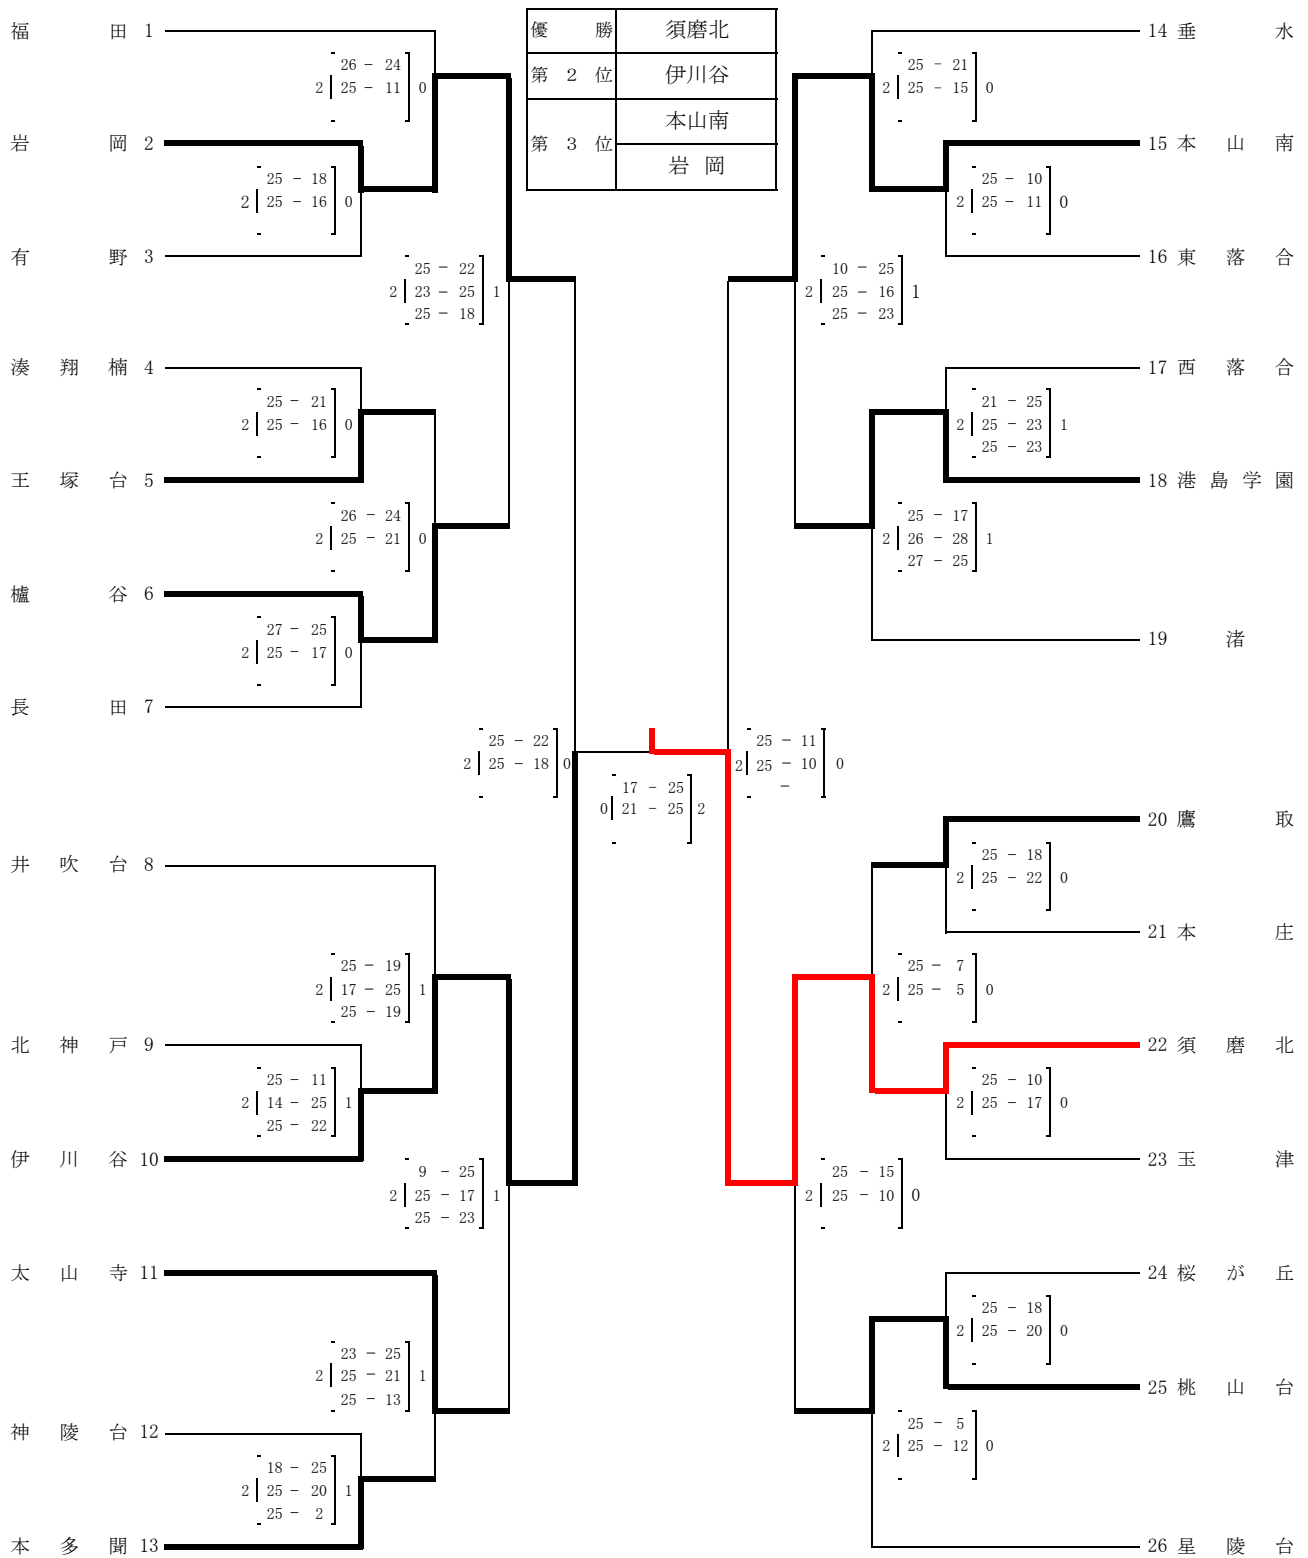 優勝 須磨北
第2位 伊川谷
第3位 本山南
岩岡
福田 1
26 － 24
2 25 － 11 0
岩岡 2
25 － 18
2 25 － 16 0
有野 3
25 － 22
2 23 － 25 1
25 － 18
湊翔楠 4
25 － 21
2 25 － 16 0
王塚台 5
26 － 24
2 25 － 21 0
櫨谷 6
27 － 25
2 25 － 17 0
長田 7
25 － 22
2 25 － 18 0
17 － 25
0 21 － 25 2
井吹台 8
25 － 19
2 17 － 25 1
25 － 19
北神戸 9
25 － 11
2 14 － 25 1
25 － 22
伊川谷 10
9 － 25
2 25 － 17 1
25 － 23
太山寺 11
23 － 25
2 25 － 21 1
25 － 13
神陵台 12
18 － 25
2 25 － 20 1
25 － 2
本多聞 13
14 垂水
25 － 21
2 25 － 15 0
15 本山南
25 － 10
2 25 － 11 0
16 東落合
10 － 25
2 25 － 16 1
25 － 23
17 西落合
21 － 25
2 25 － 23 1
25 － 23
18 港島学園
25 － 17
2 26 － 28 1
27 － 25
19 渚
25 － 11
2 25 － 10 0
－
20 鷹取
25 － 18
2 25 － 22 0
21 本庄
25 － 7
2 25 － 5 0
22 須磨北
25 － 10
2 25 － 17 0
23 玉津
25 － 15
2 25 － 10 0
24 桜が丘
25 － 18
2 25 － 20 0
25 桃山台
25 － 5
2 25 － 12 0
26 星陵台